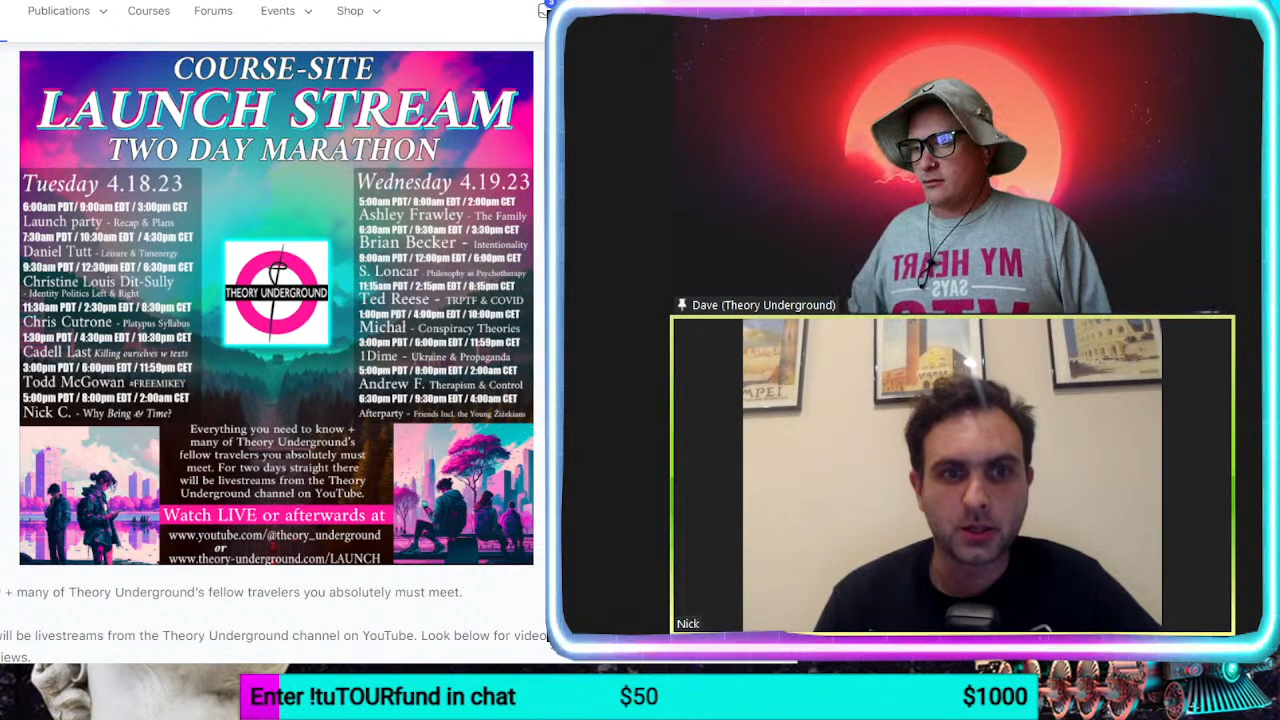 Publications
Courses
Forums
Events
Shop
3
COURSE-SITE
LAUNCH STREAM
TWO DAY MARATHON
Tuesday 4.18.23
6:00am PDT/9:00am EDT / 3:00pm CET
Launch party - Recap & Plans
7:30am PDT / 10:30am EDT / 4:30pm CET
Daniel Tutt - Leisure & Timenergy
9:30am PDT / 12:30pm EDT / 6:30pm CET
Christine Louis Dit-Sully
- Identity Politics Left & Right
11:30am PDT / 2:30pm EDT / 8:30pm CET
Chris Cutrone - Platypus Syllabus
1:30pm PDT / 4:30pm EDT / 10:30pm CET
Cadell Last Killing ourselves w texts
3:00pm PDT / 6:00pm EDT / 11:59pm CET
Todd McGowan #FREEMIKEY
5:00pm PDT / 8:00pm EDT / 2:00am CET
Nick C. - Why Being & Time?
THEORY UNDERGROUND
Wednesday 4.19.23
5:00am PDT/ 8:00am EDT / 2:00pm CET
Ashley Frawley - The Family
6:30am PDT / 9:30am EDT / 3:30pm CET
Brian Becker - Intentionality
9:00am PDT / 12:00pm EDT / 6:00pm CET
S. Loncar - Philosophy as Psychotherapy
11:15am PDT / 2:15pm EDT / 8:15pm CET
Ted Reese - TRPTF & COVID
1:00pm PDT / 4:00pm EDT / 10:00pm CET
Michal - Conspiracy Theories
3:00pm PDT / 6:00pm EDT / 11:59pm CET
1Dime - Ukraine & Propaganda
5:00pm PDT / 8:00pm EDT / 2:00am CET
Andrew F. Therapism & Control
6:30pm PDT / 9:30pm EDT / 4:00am CET
Afterparty - Friends Incl. the Young Žižekians
Everything you need to know +
many of Theory Underground's
fellow travelers you absolutely must
meet. For two days straight there
will be livestreams from the Theory
Underground channel on YouTube.
Watch LIVE or afterwards at
www.youtube.com/@theory_underground
or
www.theory-underground.com/LAUNCH
+ many of Theory Underground's fellow travelers you absolutely must meet.
will be livestreams from the Theory Underground channel on YouTube. Look below for video
views.
MY HEART
SAYS
Dave (Theory Underground)
Nick
Enter !tuTOURfund in chat
$50
$1000